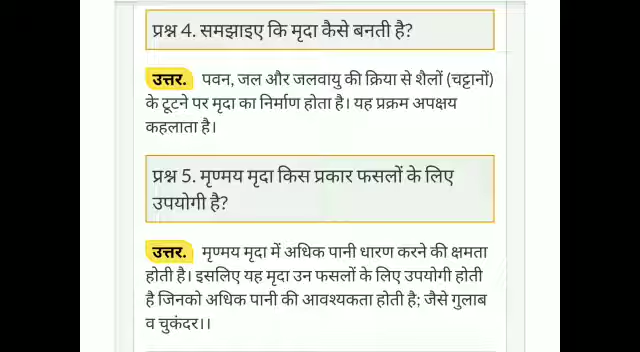 प्रश्न 4. समझाइए कि मृदा कैसे बनती है?
उत्तर. पवन, जल और जलवायु की क्रिया से शैलों (चट्टानों)
के टूटने पर मृदा का निर्माण होता है। यह प्रक्रम अपक्षय
कहलाता है।
प्रश्न 5. मृण्मय मृदा किस प्रकार फसलों के लिए
उपयोगी है?
उत्तर. मृण्मय मृदा में अधिक पानी धारण करने की क्षमता
होती है। इसलिए यह मृदा उन फसलों के लिए उपयोगी होती
है जिनको अधिक पानी की आवश्यकता होती है; जैसे गुलाब
व चुकंदर।।